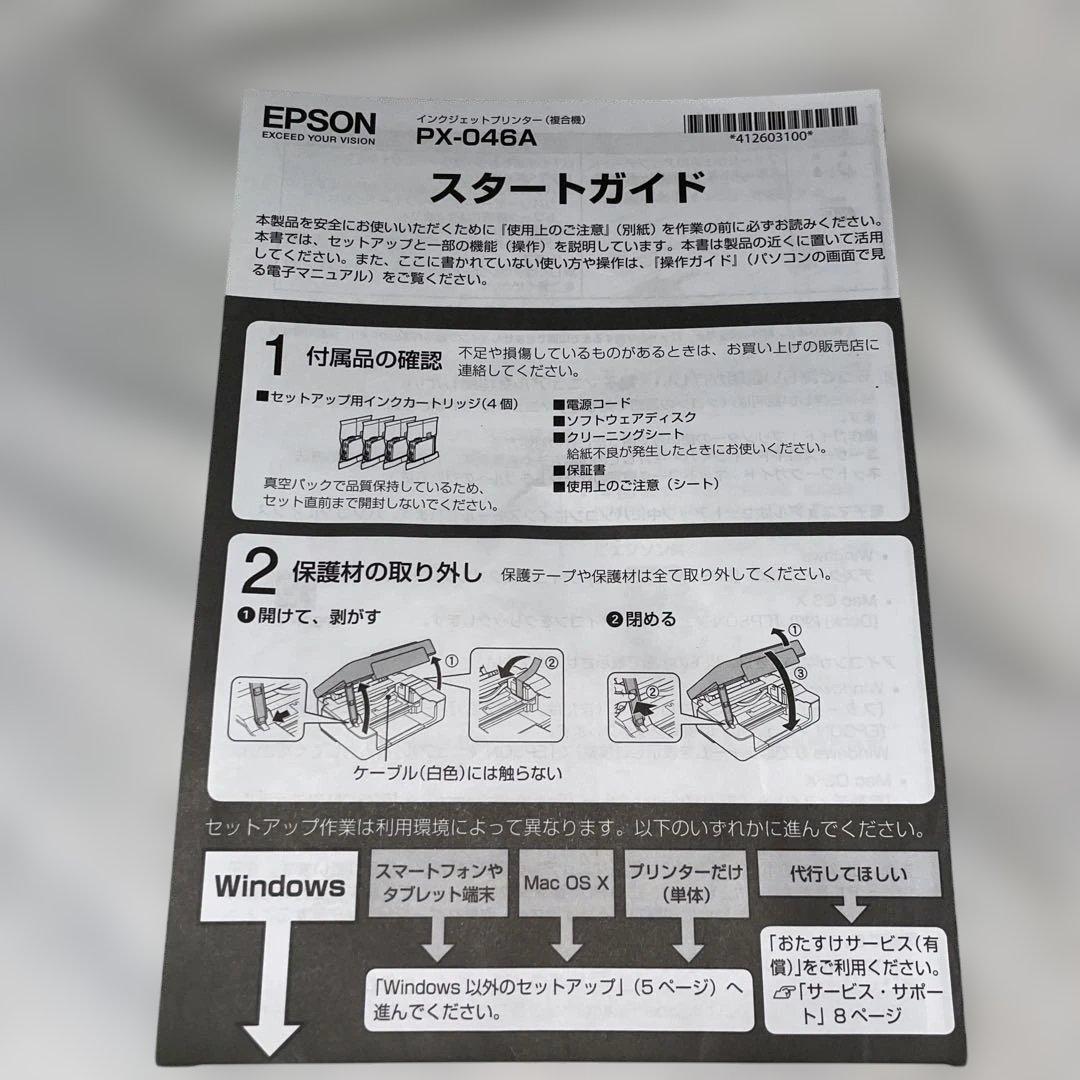 EPSON
EXCEED YOUR VISION
インクジェットプリンター(複合機)
PX-046A
*412603100*
スタートガイド
本製品を安全にお使いいただくために『使用上のご注意』(別紙)を作業の前に必ずお読みください。
本書では、セットアップと一部の機能(操作)を説明しています。本書は製品の近くに置いて活用
してください。また、ここに書かれていない使い方や操作は、『操作ガイド』(パソコンの画面で見
る電子マニュアル)をご覧ください。
1 付属品の確認
不足や損傷しているものがあるときは、お買い上げの販売店に
連絡してください。
■セットアップ用インクカートリッジ(4個)
真空パックで品質保持しているため、
セット直前まで開封しないでください。
■電源コード
■ソフトウェアディスク
■クリーニングシート
給紙不良が発生したときにお使いください。
■保証書
■使用上のご注意(シート)
2 保護材の取り外し
保護テープや保護材は全て取り外してください。
❶開けて、剥がす
①
②
ケーブル(白色)には触らない
❷閉める
①
②
③
セットアップ作業は利用環境によって異なります。以下のいずれかに進んでください。
Windows
スマートフォンや
タブレット端末
Mac OS X
プリンターだけ
(単体)
代行してほしい
「Windows 以外のセットアップ」(5 ページ)へ
進んでください。
「おたすけサービス(有
償)」をご利用ください。
☞「サービス・サポー
ト」8 ページ